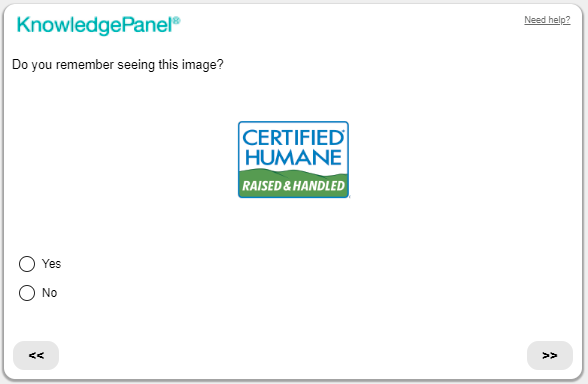 KnowledgePanel®
Need help?
Do you remember seeing this image?
CERTIFIED®
HUMANE
RAISED & HANDLED
Yes
No
<<
>>